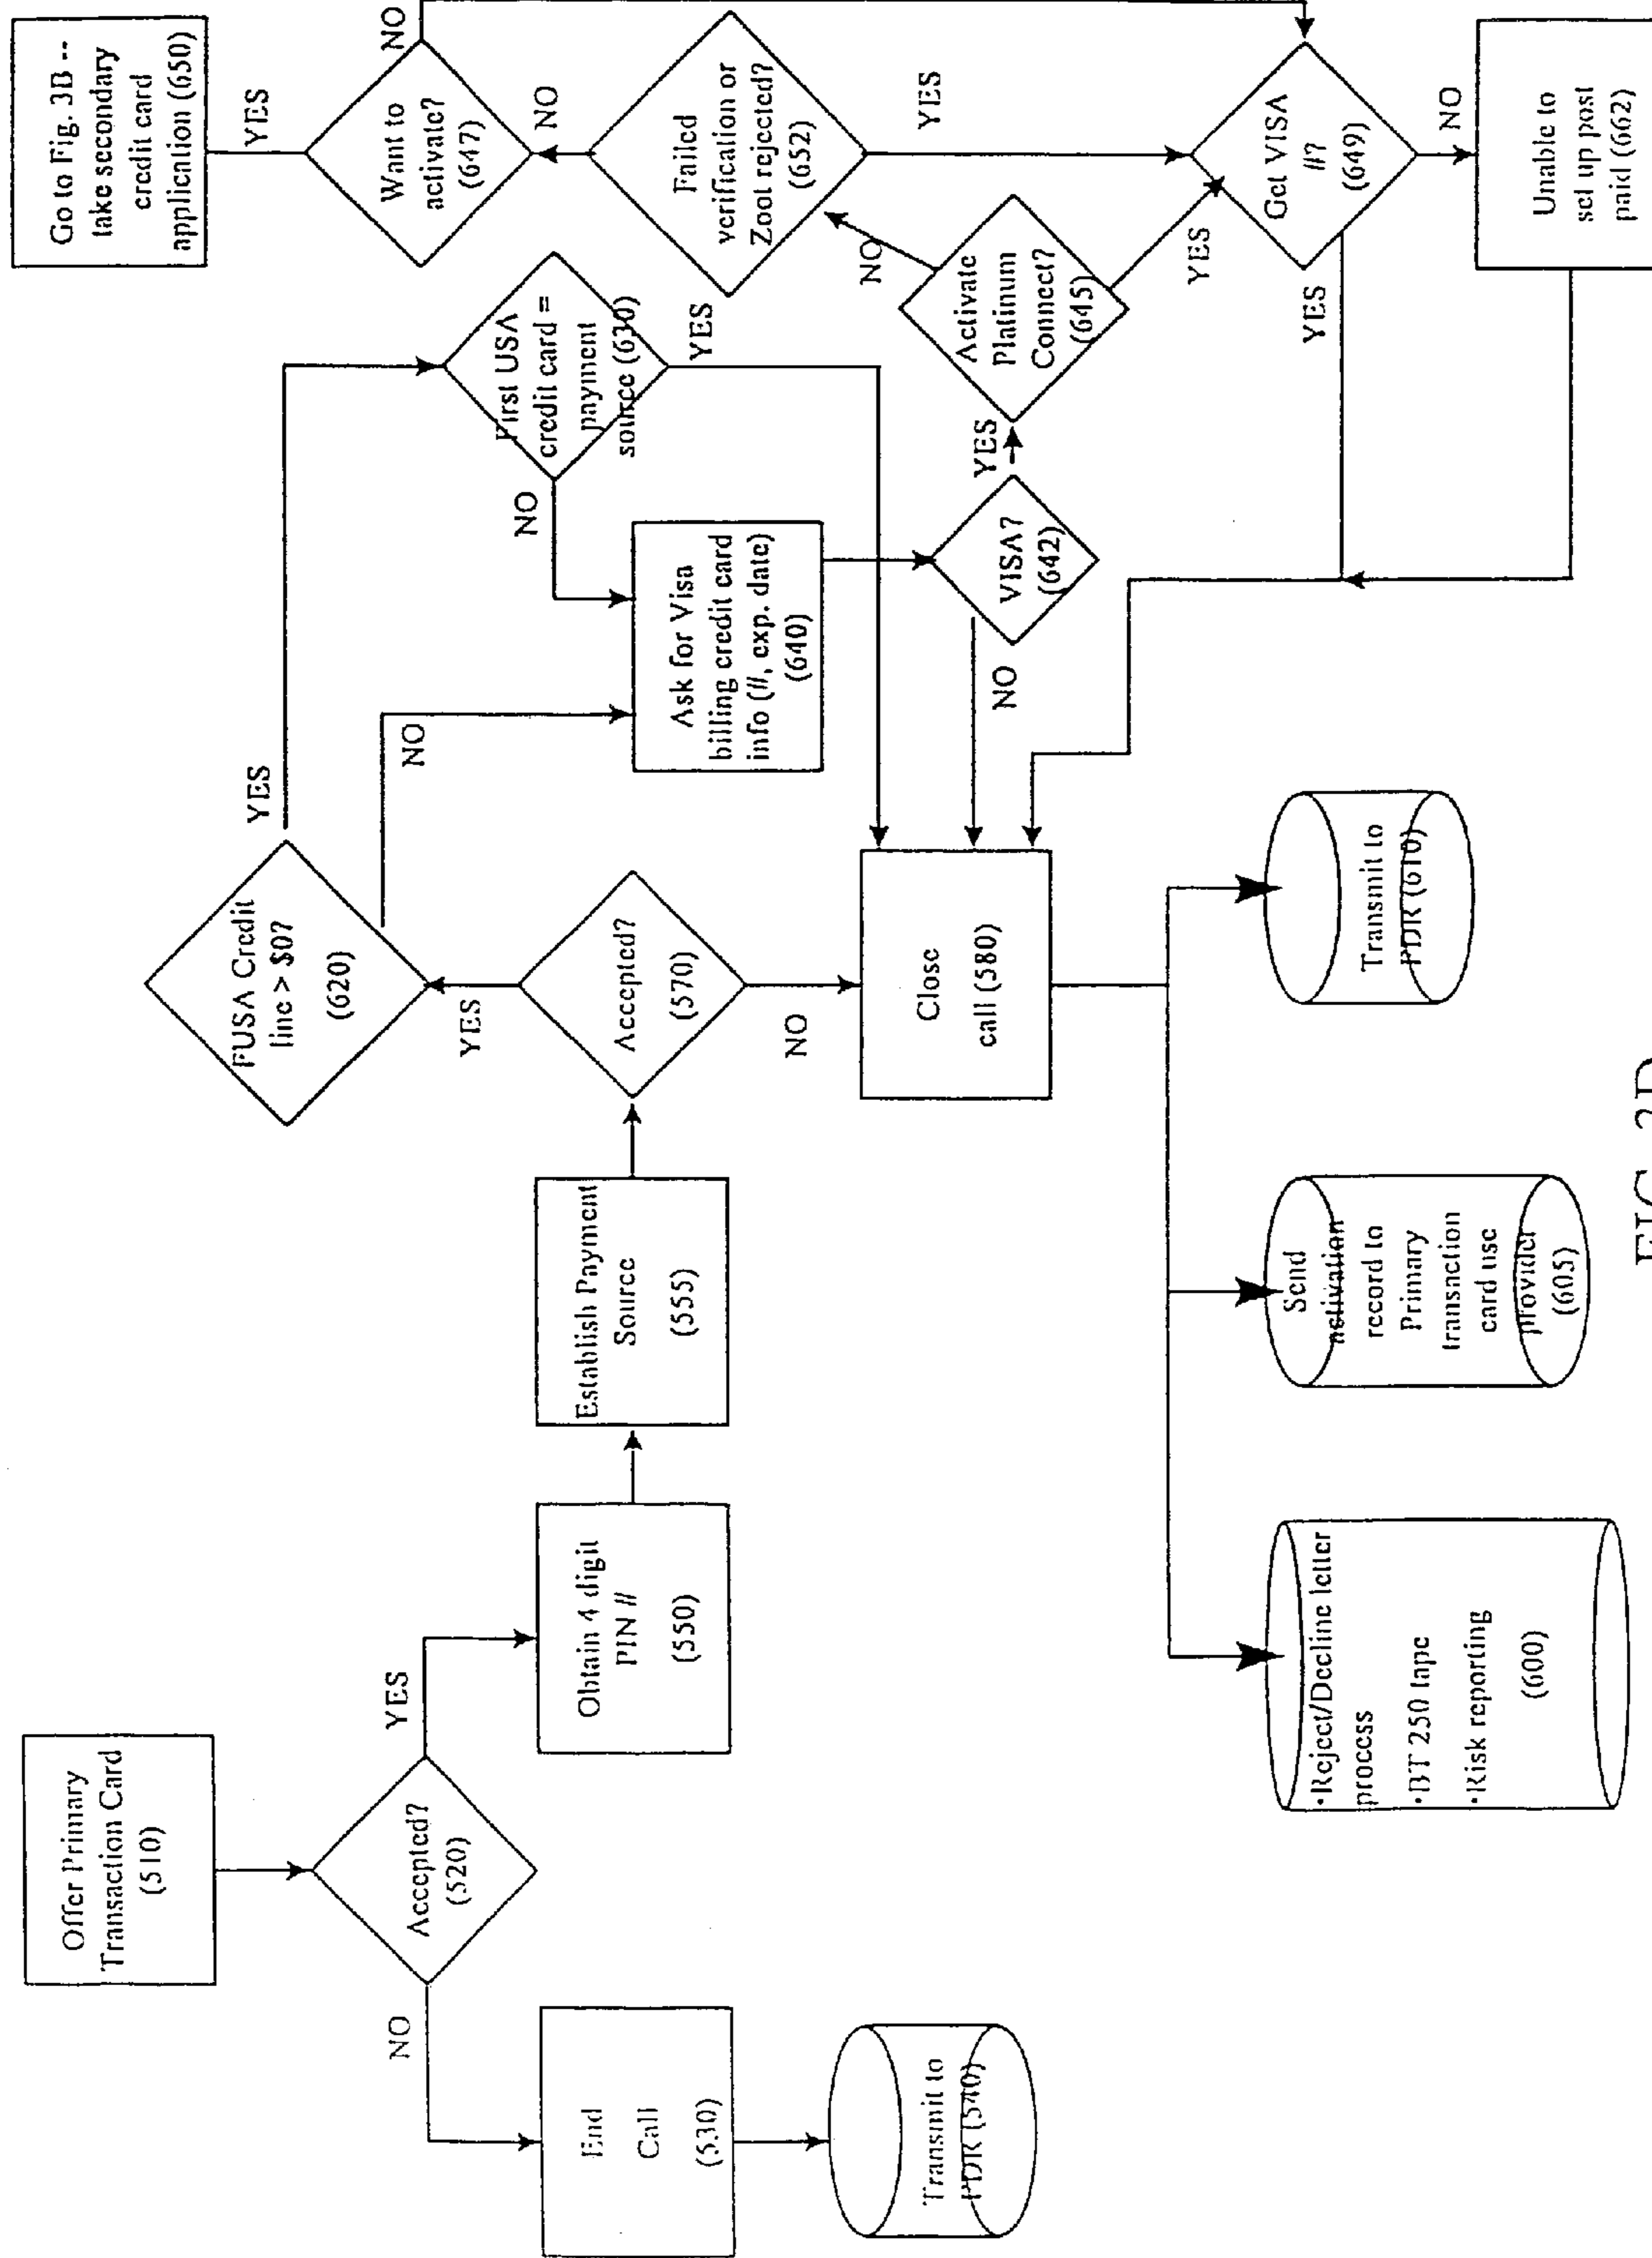 Offer Primary
Transaction Card
(510)
Accepted?
(520)
NO
YES
End
Call
(530)
Transmit to
PDR (540)
Obtain 4 digit
PIN #
(550)
Establish Payment
Source
(555)
Accepted?
(570)
YES
NO
FUSA Credit
line > $0?
(620)
YES
NO
Close
call (580)
•Reject/Decline letter
process
•BT 250 tape
•Risk reporting
(600)
Send
activation
record to
Primary
transaction
card use
provider
(605)
Transmit to
PDR (610)
First USA
credit card =
payment
source (630)
NO
YES
Ask for Visa
billing credit card
info (#, exp. date)
(640)
VISA?
(642)
YES
NO
Activate
Platinum
Connect?
(645)
NO
YES
Failed
verification or
Zoot rejected?
(652)
NO
YES
Want to
activate?
(647)
YES
NO
Go to Fig. 3B --
take secondary
credit card
application (650)
Get VISA
#?
(649)
YES
NO
Unable to
set up post
paid (662)